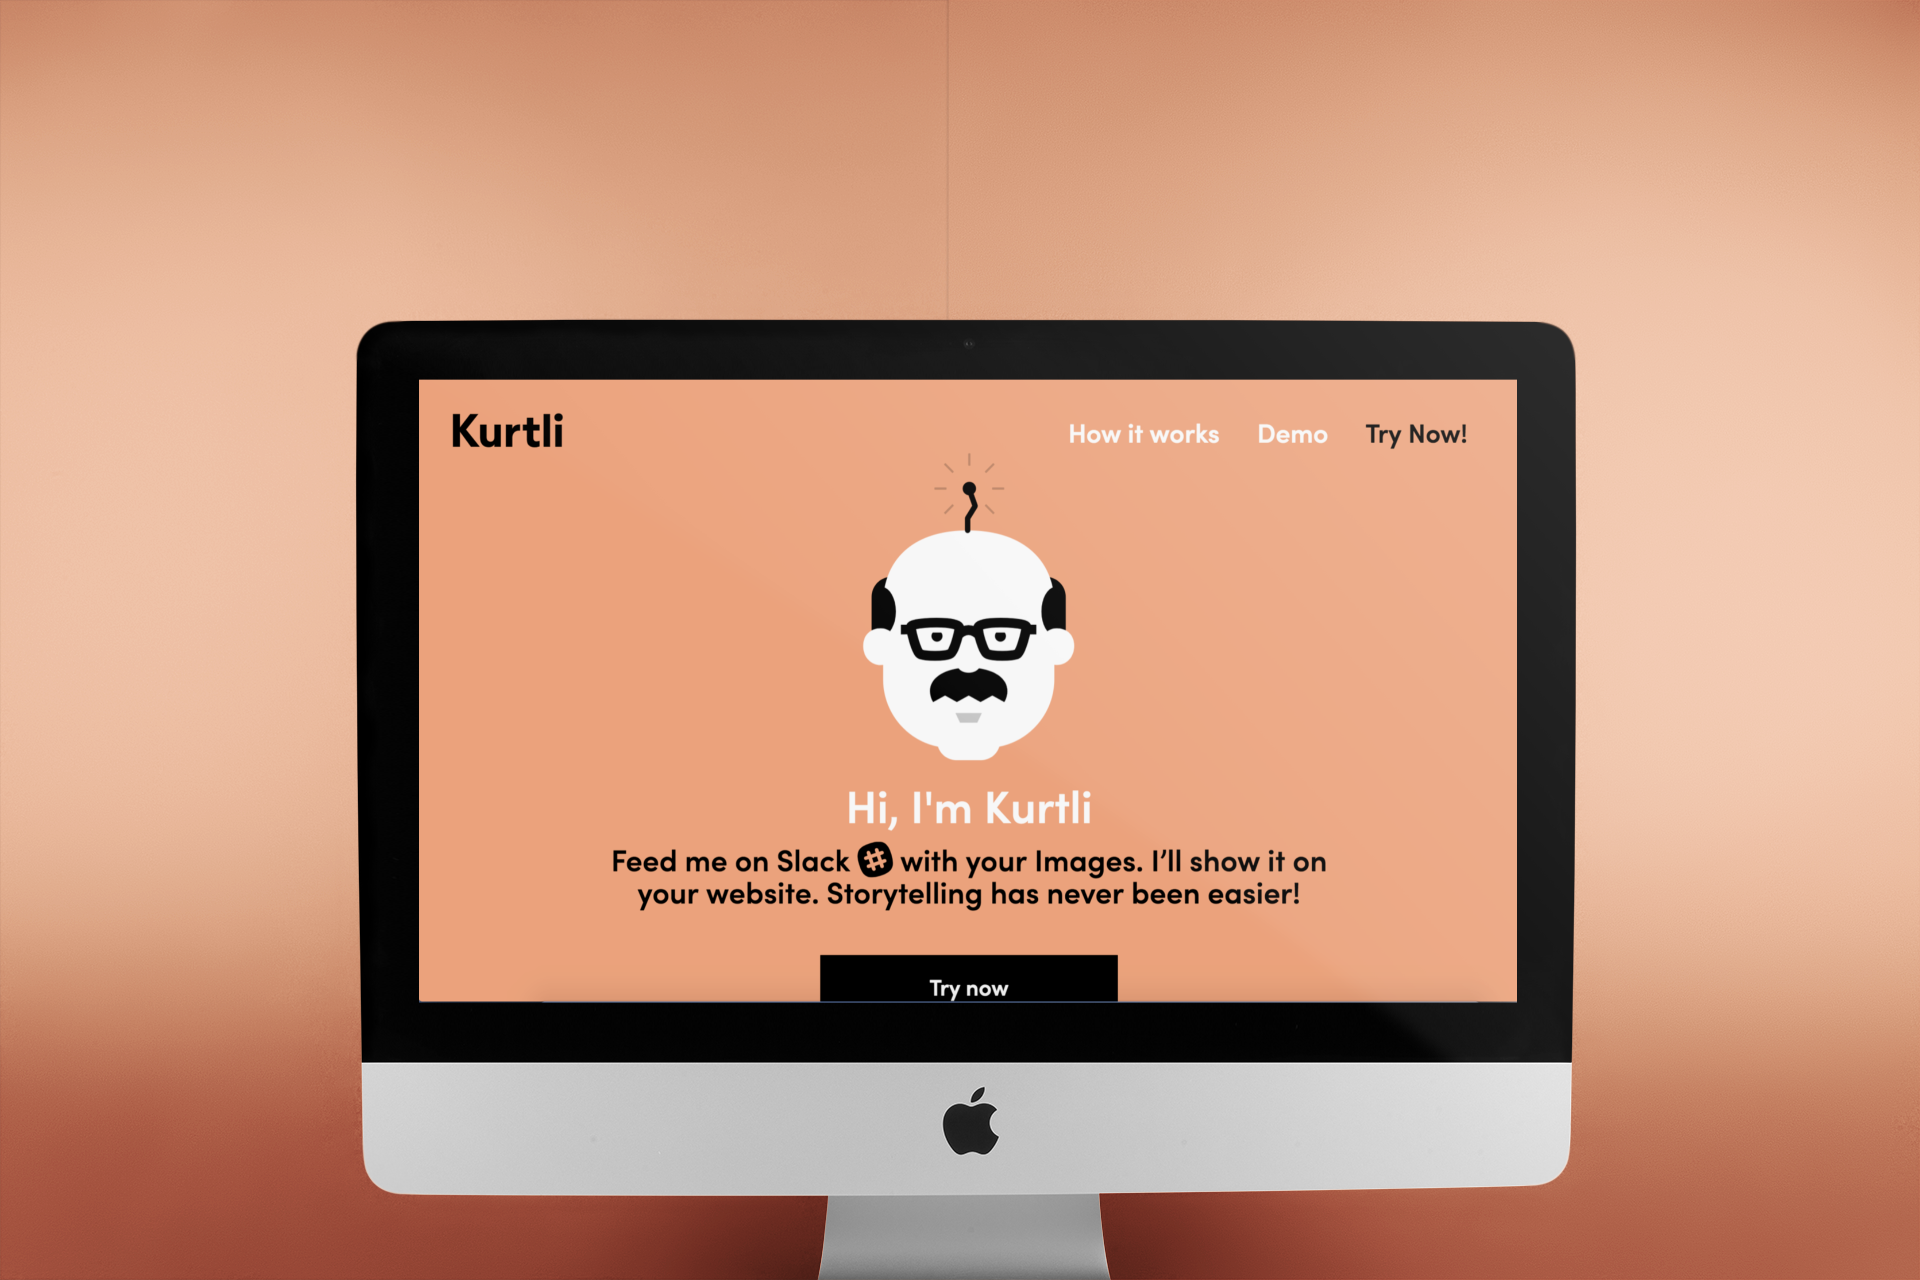 Kurtli
How it works Demo Try Now!
Hi, I'm Kurtli
Feed me on Slack # with your Images. I’ll show it on
your website. Storytelling has never been easier!
Try now